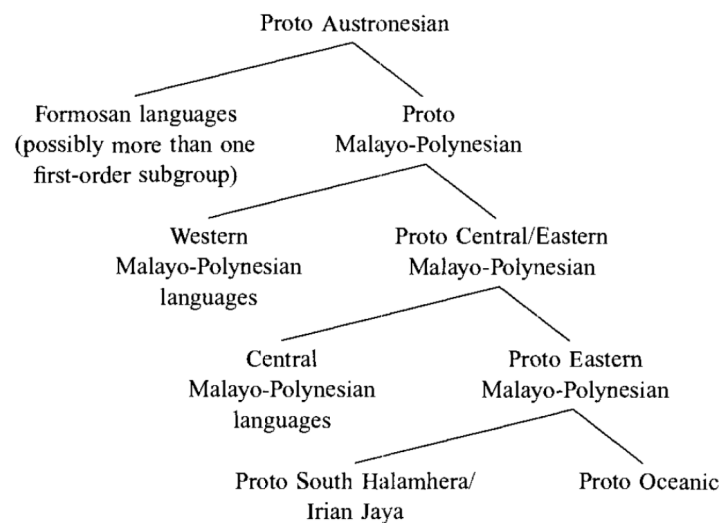 Proto Austronesian
Formosan languages
(possibly more than one
first-order subgroup)
Proto
Malayo-Polynesian
Western
Malayo-Polynesian
languages
Proto Central/Eastern
Malayo-Polynesian
Central
Malayo-Polynesian
languages
Proto Eastern
Malayo-Polynesian
Proto South Halamhera/
Irian Jaya
Proto Oceanic